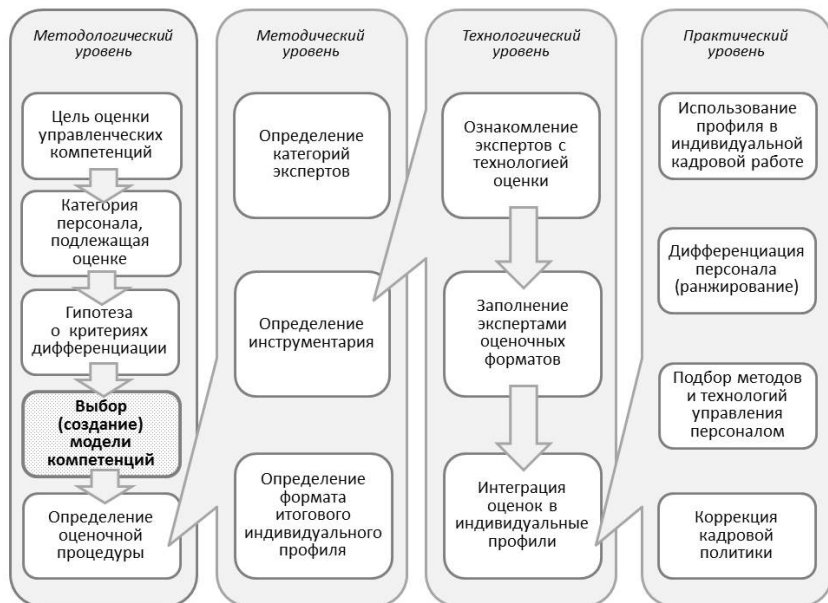 Методологический
уровень
Цель оценки
управленческих
компетенций
Категория
персонала,
подлежащая
оценке
Гипотеза
о критериях
дифференциации
Выбор
(создание)
модели
компетенций
Определение
оценочной
процедуры
Методический
уровень
Определение
категорий
экспертов
Определение
инструментария
Определение
формата
итогового
индивидуального
профиля
Технологический
уровень
Ознакомление
экспертов с
технологией
оценки
Заполнение
экспертами
оценочных
форматов
Интеграция
оценок в
индивидуальные
профили
Практический
уровень
Использование
профиля в
индивидуальной
кадровой работе
Дифференциация
персонала
(ранжирование)
Подбор методов
и технологий
управления
персоналом
Коррекция
кадровой
политики